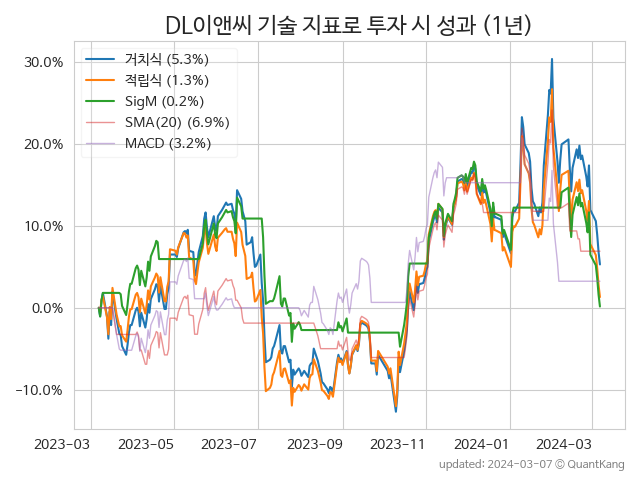 DL이앤씨 기술 지표로 투자 시 성과 (1년)
거치식 (5.3%)
적립식 (1.3%)
SigM (0.2%)
SMA(20) (6.9%)
MACD (3.2%)
30.0%
20.0%
10.0%
0.0%
−10.0%
2023-03 2023-05 2023-07 2023-09 2023-11 2024-01 2024-03
updated: 2024-03-07 © QuantKang